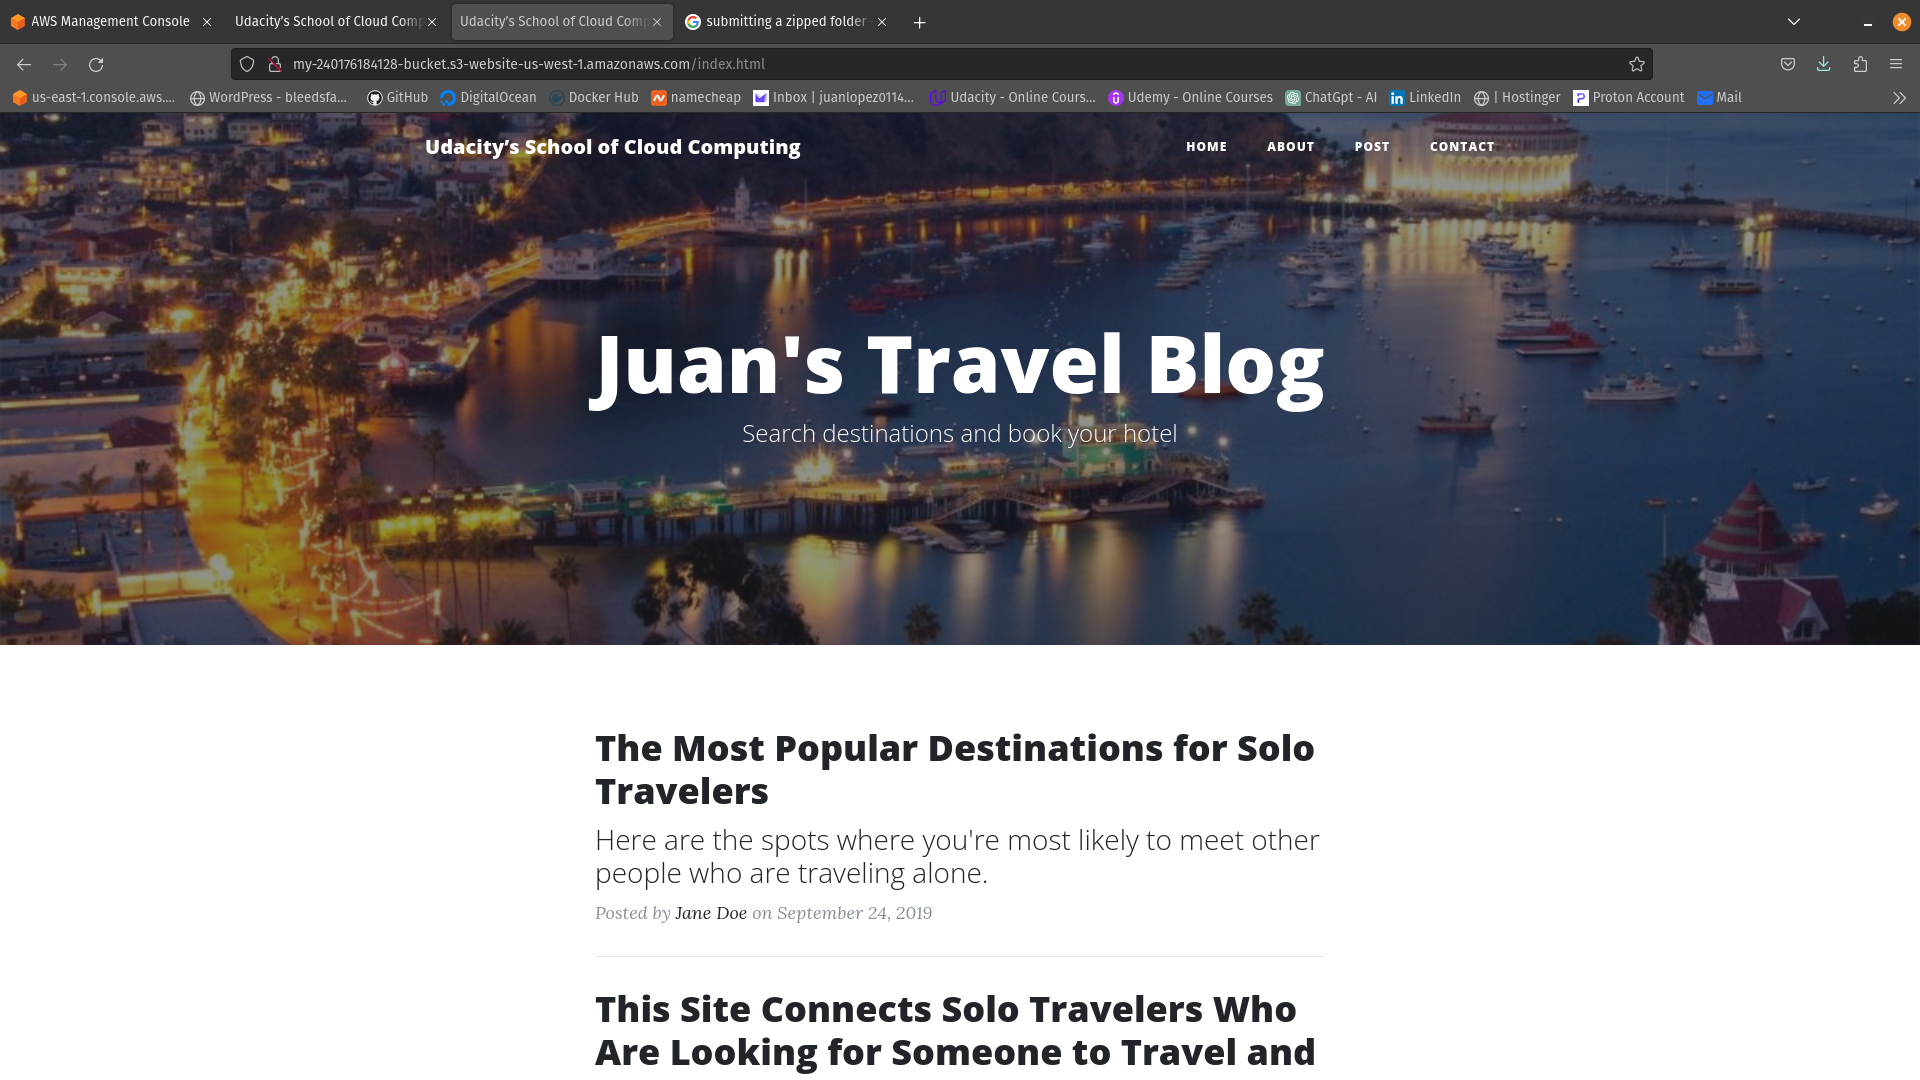 AWS Management Console
Udacity’s School of Cloud Comp
Udacity’s School of Cloud Comp
submitting a zipped folder
my-240176184128-bucket.s3-website-us-west-1.amazonaws.com/index.html
us-east-1.console.aws....
WordPress - bleedsfa...
GitHub
DigitalOcean
Docker Hub
namecheap
Inbox | juanlopez0114...
Udacity - Online Cours...
Udemy - Online Courses
ChatGpt - AI
LinkedIn
| Hostinger
Proton Account
Mail
Udacity’s School of Cloud Computing
HOME
ABOUT
POST
CONTACT
Juan's Travel Blog
Search destinations and book your hotel
The Most Popular Destinations for Solo
Travelers
Here are the spots where you're most likely to meet other
people who are traveling alone.
Posted by Jane Doe on September 24, 2019
This Site Connects Solo Travelers Who
Are Looking for Someone to Travel and